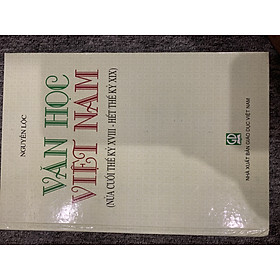 NGUYỄN LỘC
VĂN HỌC
VIỆT NAM
(NỬA CUỐI THẾ KỶ XVIII - HẾT THẾ KỶ XIX)
NHÀ XUẤT BẢN GIÁO DỤC VIỆT NAM